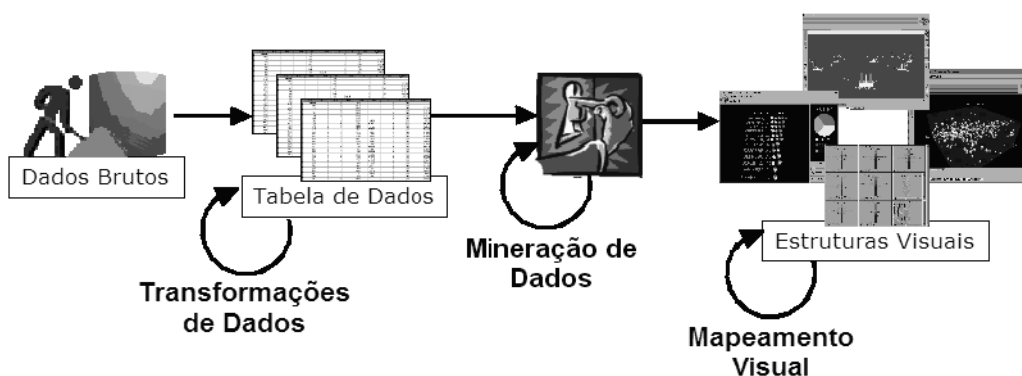 Dados Brutos
Tabela de Dados
Transformações
de Dados
Mineração de
Dados
Estruturas Visuais
Mapeamento
Visual